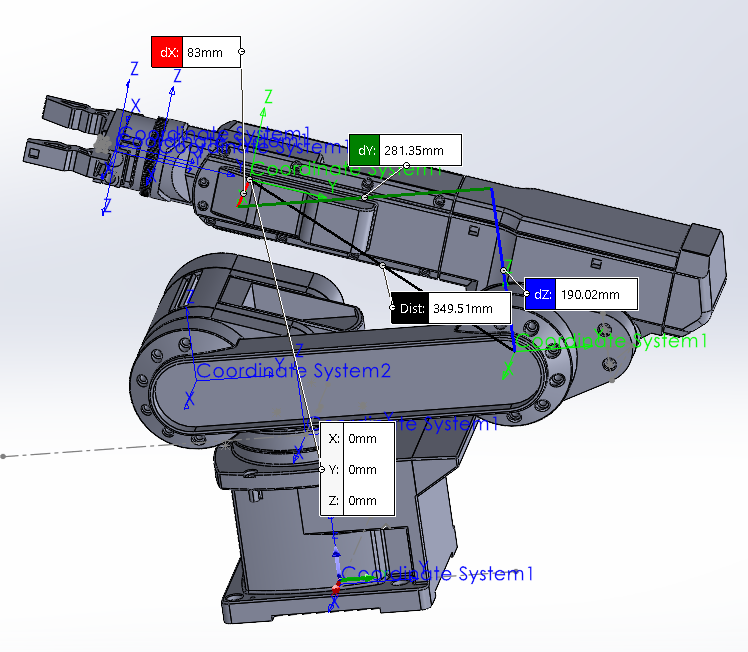 dX: 83mm
Z
Z
Z
X
Coordinate System1
Coordinate System1
dY: 281.35mm
Coordinate System1
Y
Z
Z
dZ: 190.02mm
Dist: 349.51mm
Z
Coordinate System1
Z
Y
Coordinate System2
X
Coordinate System1
X
X: 0mm
Y: 0mm
Z: 0mm
Coordinate System1
Y
X